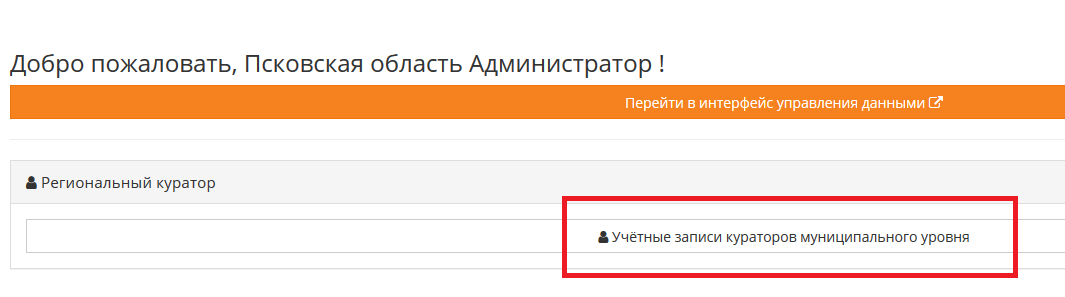 Добро пожаловать, Псковская область Администратор !
Перейти в интерфейс управления данными
Региональный куратор
Учётные записи кураторов муниципального уровня